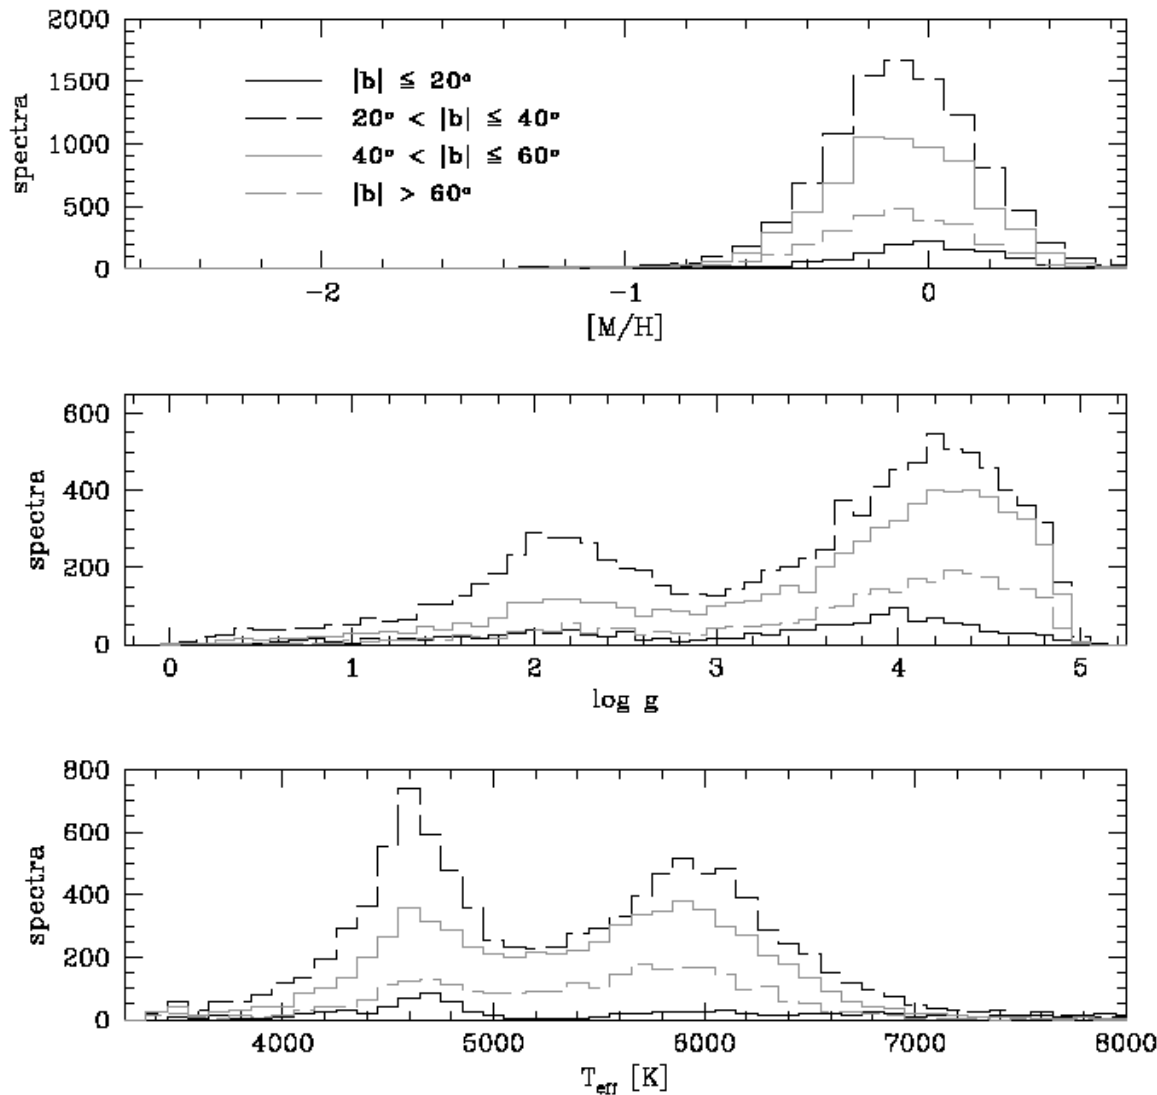 2000
1500
1000
500
0
spectra
|b| ≦ 20°
20° < |b| ≦ 40°
40° < |b| ≦ 60°
|b| > 60°
-2 -1 0
[M/H]
600
400
200
0
spectra
0 1 2 3 4 5
log g
800
600
400
200
0
spectra
4000 5000 6000 7000 8000
Teff [K]